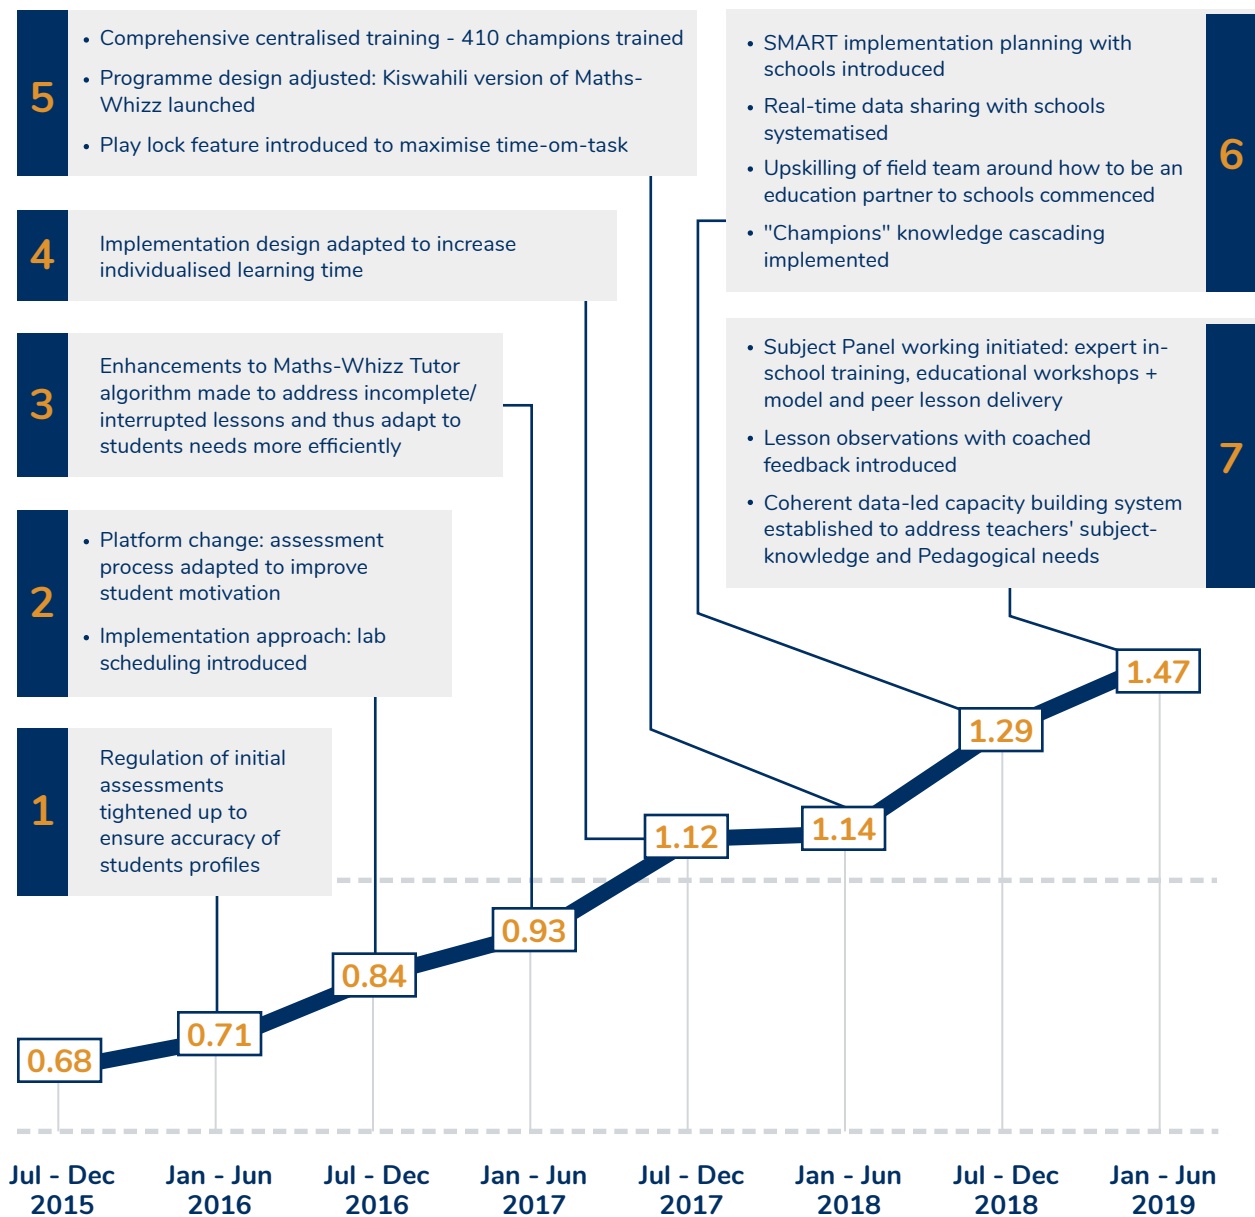 5
Comprehensive centralised training - 410 champions trained
Programme design adjusted: Kiswahili version of Maths-
Whizz launched
Play lock feature introduced to maximise time-om-task
6
SMART implementation planning with
schools introduced
Real-time data sharing with schools
systematised
Upskilling of field team around how to be an
education partner to schools commenced
"Champions" knowledge cascading
implemented
4
Implementation design adapted to increase
individualised learning time
3
Enhancements to Maths-Whizz Tutor
algorithm made to address incomplete/
interrupted lessons and thus adapt to
students needs more efficiently
7
Subject Panel working initiated: expert in-
school training, educational workshops +
model and peer lesson delivery
Lesson observations with coached
feedback introduced
Coherent data-led capacity building system
established to address teachers' subject-
knowledge and Pedagogical needs
2
Platform change: assessment
process adapted to improve
student motivation
Implementation approach: lab
scheduling introduced
1
Regulation of initial
assessments
tightened up to
ensure accuracy of
students profiles
0.68
0.71
0.84
0.93
1.12
1.14
1.29
1.47
Jul - Dec
2015
Jan - Jun
2016
Jul - Dec
2016
Jan - Jun
2017
Jul - Dec
2017
Jan - Jun
2018
Jul - Dec
2018
Jan - Jun
2019